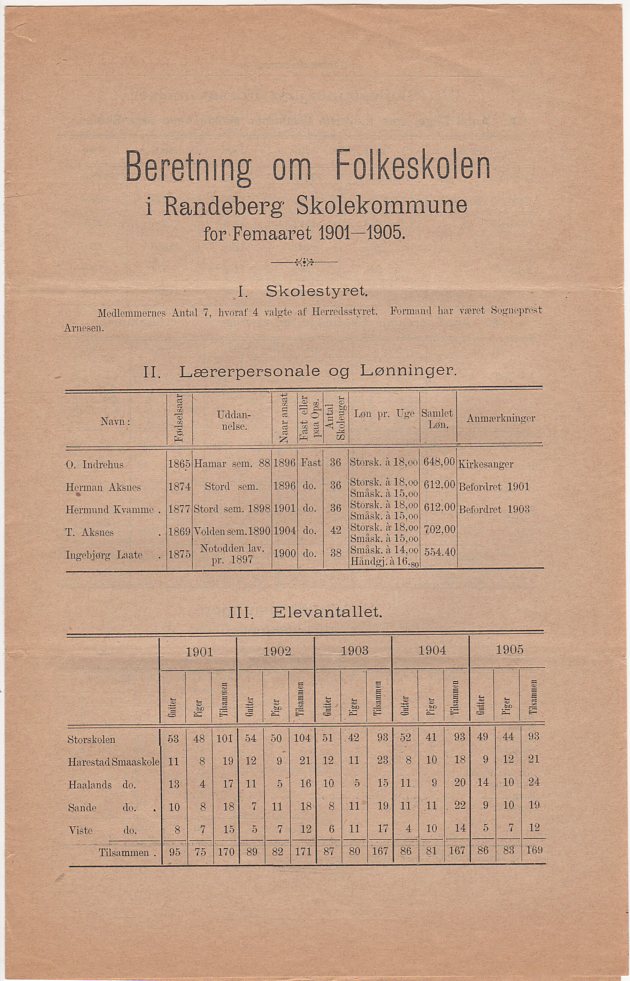 Beretning om Folkeskolen
i Randeberg Skolekommune
for Femaaret 1901—1905.
I. Skolestyret.
Medlemmernes Antal 7, hvoraf 4 valgte af Herredsstyret. Formand har været Sogneprest
Arnesen.
II. Lærerpersonale og Lønninger.
Navn: Fødselsaar Uddan-nelse. Naar ansat Fast eller paa Ops. Antal Skoleuger Løn pr. Uge Samlet Løn. Anmærkninger
O. Indrehus 1865 Hamar sem. 88 1896 Fast 36 Storsk. à 18,00 648,00 Kirkesanger
Herman Aksnes 1874 Stord sem. 1896 do. 36 Storsk. à 18,00 612,00 Befordret 1901
Småsk. à 15,00
Hermund Kvamme . 1877 Stord sem. 1898 1901 do. 36 Storsk. à 18,00 612,00 Befordret 1903
Småsk. à 15,00
T. Aksnes . 1869 Volden sem. 1890 1904 do. 42 Storsk. à 18,00 702,00
Småsk. à 15,00
Ingebjørg Laate . 1875 Notodden lav. pr. 1897 1900 do. 38 Småsk. à 14,00 554.40
Håndgj. à 16.80
III. Elevantallet.
1901 1902 1903 1904 1905
Gutter Piger Tilsammen Gutter Piger Tilsammen Gutter Piger Tilsammen Gutter Piger Tilsammen Gutter Piger Tilsammen
Storskolen 53 48 101 54 50 104 51 42 93 52 41 93 49 44 93
Harestad Smaaskole 11 8 19 12 9 21 12 11 23 8 10 18 9 12 21
Haalands do. 13 4 17 11 5 16 10 5 15 11 9 20 14 10 24
Sande do. . 10 8 18 7 11 18 8 11 19 11 11 22 9 10 19
Viste do. 8 7 15 5 7 12 6 11 17 4 10 14 5 7 12
Tilsammen . 95 75 170 89 82 171 87 80 167 86 81 167 86 83 169